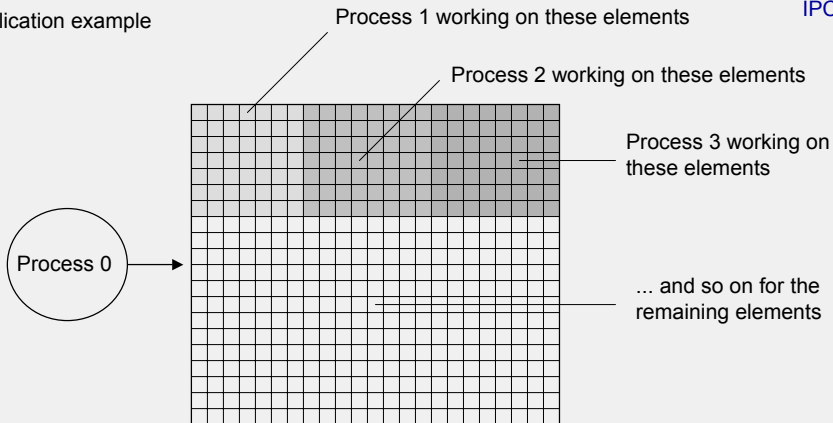 lication example
Process 1 working on these elements
IPC
Process 2 working on these elements
Process 3 working on
these elements
Process 0
... and so on for the
remaining elements